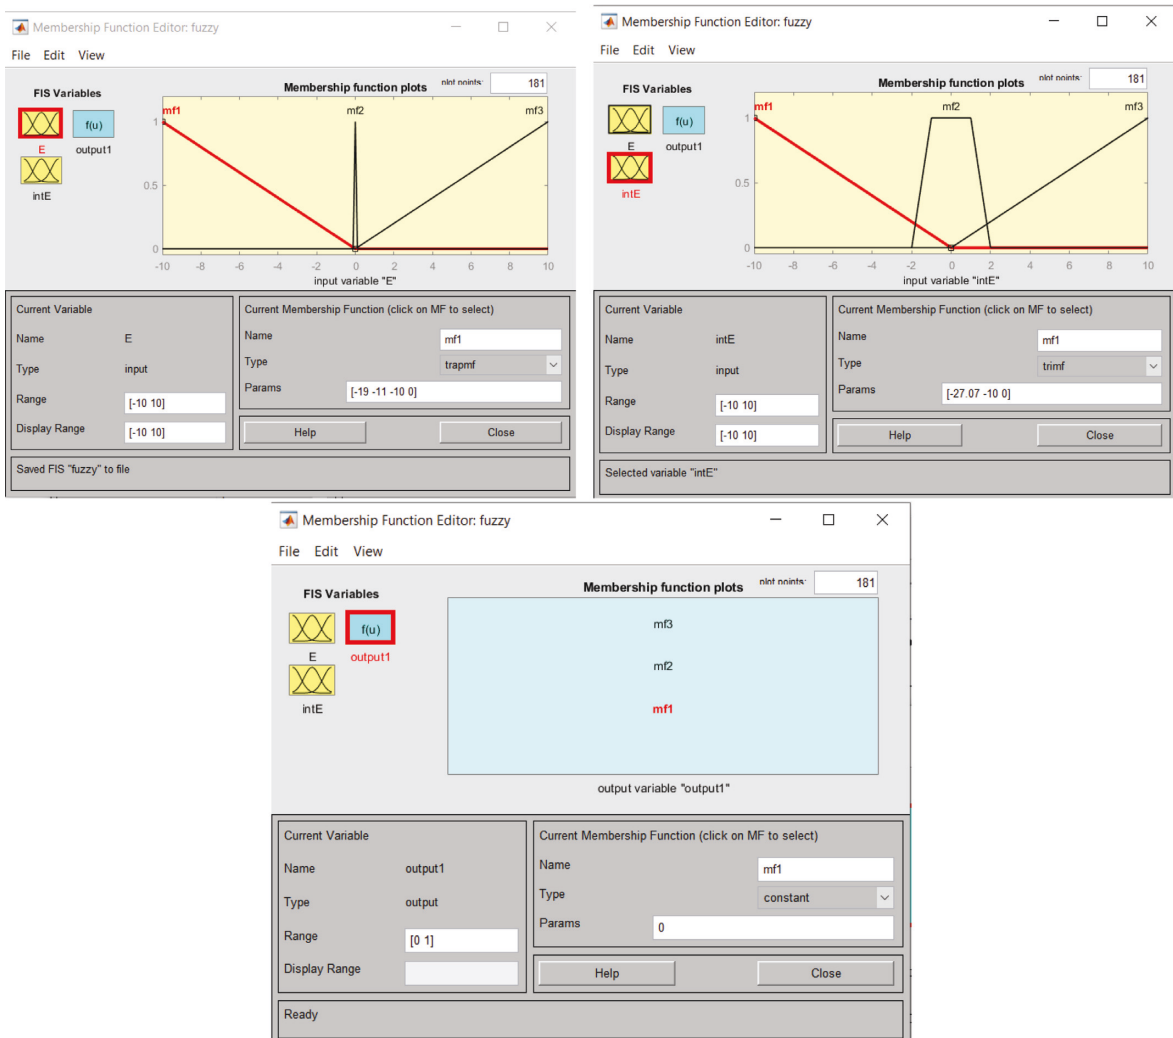 Membership Function Editor: fuzzy
File Edit View
FIS Variables
E
f(u)
output1
intE
Membership function plots
plot points:
181
mf1
mf2
mf3
1
0.5
0
-10 -8 -6 -4 -2 0 2 4 6 8 10
input variable "E"
Current Variable
Name E
Type input
Range [-10 10]
Display Range [-10 10]
Current Membership Function (click on MF to select)
Name mf1
Type trapmf
Params [-19 -11 -10 0]
Help Close
Saved FIS "fuzzy" to file
Membership Function Editor: fuzzy
File Edit View
FIS Variables
f(u)
E output1
intE
Membership function plots
plot points:
181
mf1
mf2
mf3
1
0.5
0
-10 -8 -6 -4 -2 0 2 4 6 8 10
input variable "intE"
Current Variable
Name intE
Type input
Range [-10 10]
Display Range [-10 10]
Current Membership Function (click on MF to select)
Name mf1
Type trimf
Params [-27.07 -10 0]
Help Close
Selected variable "intE"
Membership Function Editor: fuzzy
File Edit View
FIS Variables
f(u)
E output1
intE
Membership function plots
plot points:
181
mf3
mf2
mf1
output variable "output1"
Current Variable
Name output1
Type output
Range [0 1]
Display Range
Current Membership Function (click on MF to select)
Name mf1
Type constant
Params 0
Help Close
Ready